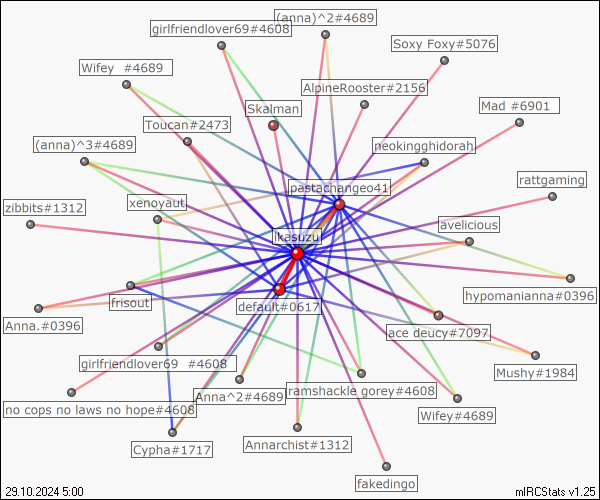 (anna)^2#4689
girlfriendlover69#4608
Soxy Foxy#5076
Wifey  #4689
AlpineRooster#2156
Skalman
Mad #6901
Toucan#2473
(anna)^3#4689
neokingghidorah
rattgaming
pastachangeo41
zibbits#1312
xenoyaut
avelicious
ikasuzu
hypomanianna#0396
frisout
default#0617
Anna.#0396
ace deucy#7097
girlfriendlover69  #4608
Mushy#1984
ramshackle gorey#4608
Anna^2#4689
no cops no laws no hope#4608
Wifey#4689
Cypha#1717
Annarchist#1312
fakedingo
29.10.2024 5:00
mIRCStats v1.25